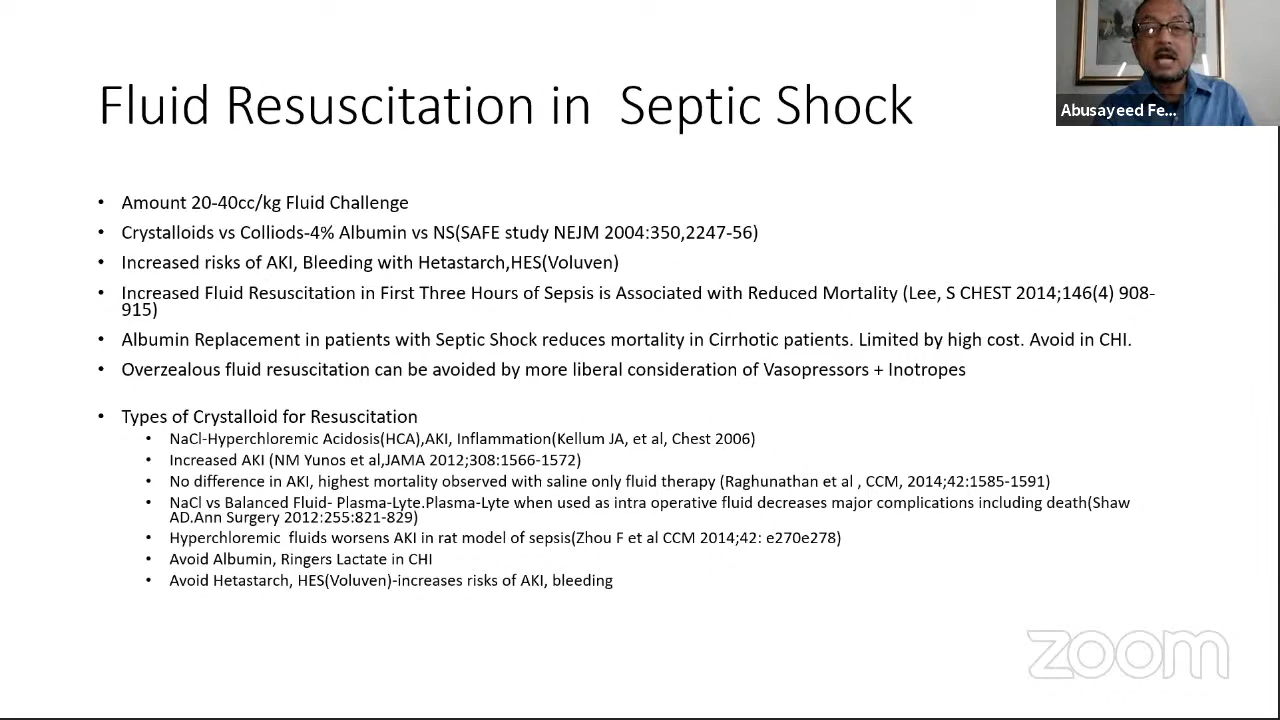 Fluid Resuscitation in Septic Shock
Abusayeed Fe...
• Amount 20-40cc/kg Fluid Challenge
• Crystalloids vs Colliods-4% Albumin vs NS(SAFE study NEJM 2004:350,2247-56)
• Increased risks of AKI, Bleeding with Hetastarch,HES(Voluven)
• Increased Fluid Resuscitation in First Three Hours of Sepsis is Associated with Reduced Mortality (Lee, S CHEST 2014;146(4) 908-
915)
• Albumin Replacement in patients with Septic Shock reduces mortality in Cirrhotic patients. Limited by high cost. Avoid in CHI.
• Overzealous fluid resuscitation can be avoided by more liberal consideration of Vasopressors + Inotropes
• Types of Crystalloid for Resuscitation
• NaCl-Hyperchloremic Acidosis(HCA),AKI, Inflammation(Kellum JA, et al, Chest 2006)
• Increased AKI (NM Yunos et al,JAMA 2012;308:1566-1572)
• No difference in AKI, highest mortality observed with saline only fluid therapy (Raghunathan et al , CCM, 2014;42:1585-1591)
• NaCl vs Balanced Fluid- Plasma-Lyte.Plasma-Lyte when used as intra operative fluid decreases major complications including death(Shaw
AD.Ann Surgery 2012:255:821-829)
• Hyperchloremic fluids worsens AKI in rat model of sepsis(Zhou F et al CCM 2014;42: e270e278)
• Avoid Albumin, Ringers Lactate in CHI
• Avoid Hetastarch, HES(Voluven)-increases risks of AKI, bleeding
zoom